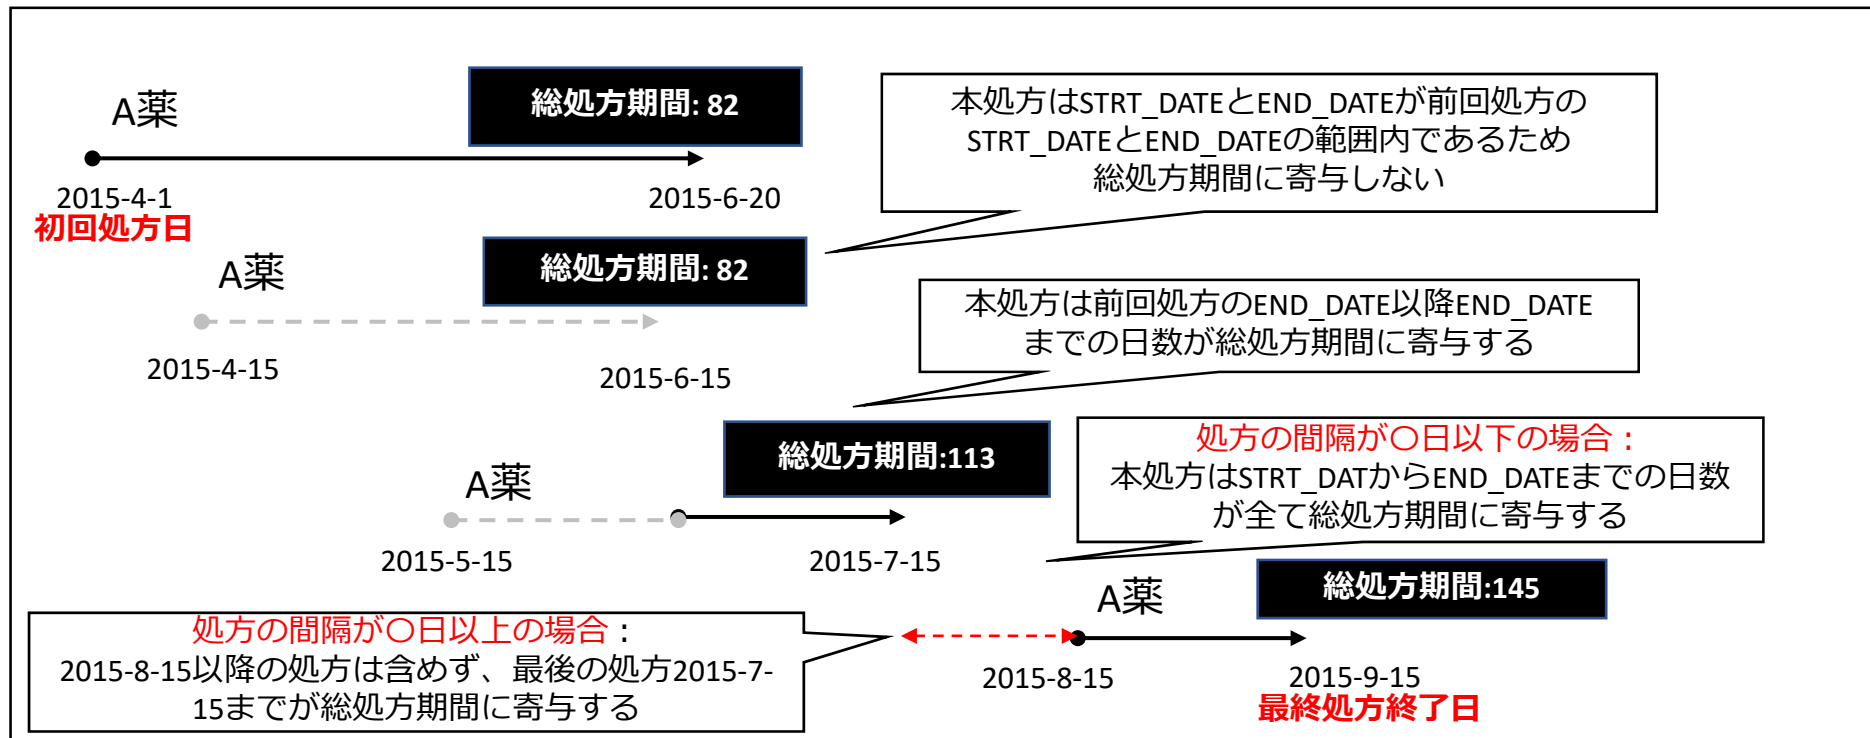 A薬
総処方期間: 82
2015-4-1
初回処方日
2015-6-20
本処方はSTRT_DATEとEND_DATEが前回処方の
STRT_DATEとEND_DATEの範囲内であるため
総処方期間に寄与しない
A薬
総処方期間: 82
2015-4-15
2015-6-15
本処方は前回処方のEND_DATE以降END_DATE
までの日数が総処方期間に寄与する
A薬
総処方期間:113
2015-5-15
2015-7-15
処方の間隔が〇日以下の場合：
本処方はSTRT_DATからEND_DATEまでの日数
が全て総処方期間に寄与する
A薬
総処方期間:145
処方の間隔が〇日以上の場合：
2015-8-15以降の処方は含めず、最後の処方2015-7-
15までが総処方期間に寄与する
2015-8-15
2015-9-15
最終処方終了日